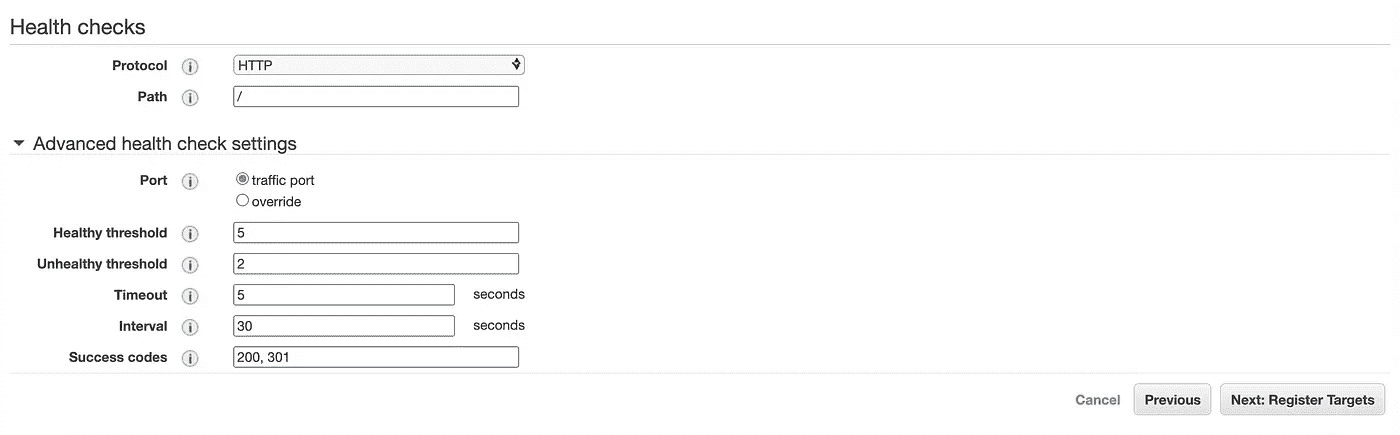 Health checks
Protocol i HTTP
Path i /
Advanced health check settings
Port i traffic port
override
Healthy threshold i 5
Unhealthy threshold i 2
Timeout i 5 seconds
Interval i 30 seconds
Success codes i 200, 301
Cancel Previous Next: Register Targets